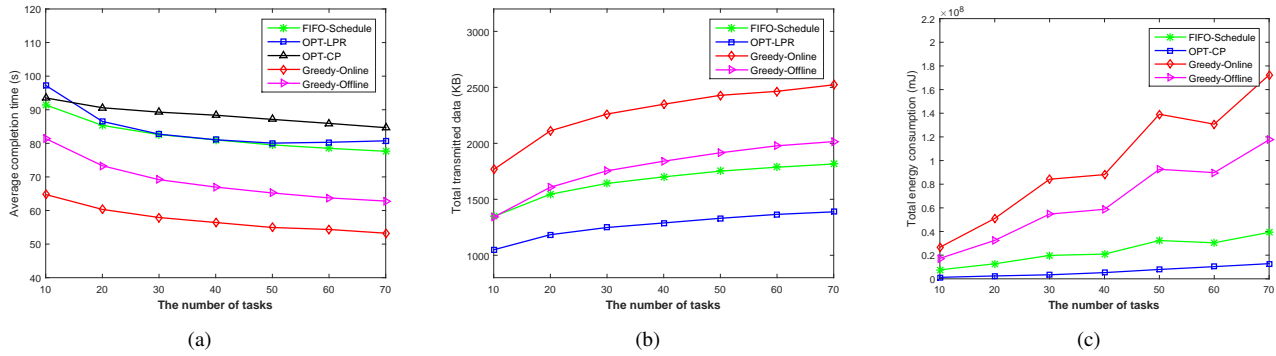 120
110
100
90
80
70
60
50
40
10 20 30 40 50 60 70
Average completion time (s)
The number of tasks
FIFO-Schedule
OPT-LPR
OPT-CP
Greedy-Online
Greedy-Offline
(a)
3000
2500
2000
1500
1000
10 20 30 40 50 60 70
Total transmitted data (KB)
The number of tasks
FIFO-Schedule
OPT-LPR
Greedy-Online
Greedy-Offline
(b)
× 10^8
2.2
2
1.8
1.6
1.4
1.2
1
0.8
0.6
0.4
0.2
0
10 20 30 40 50 60 70
Total energy consumption (mJ)
The number of tasks
FIFO-Schedule
OPT-CP
Greedy-Online
Greedy-Offline
(c)